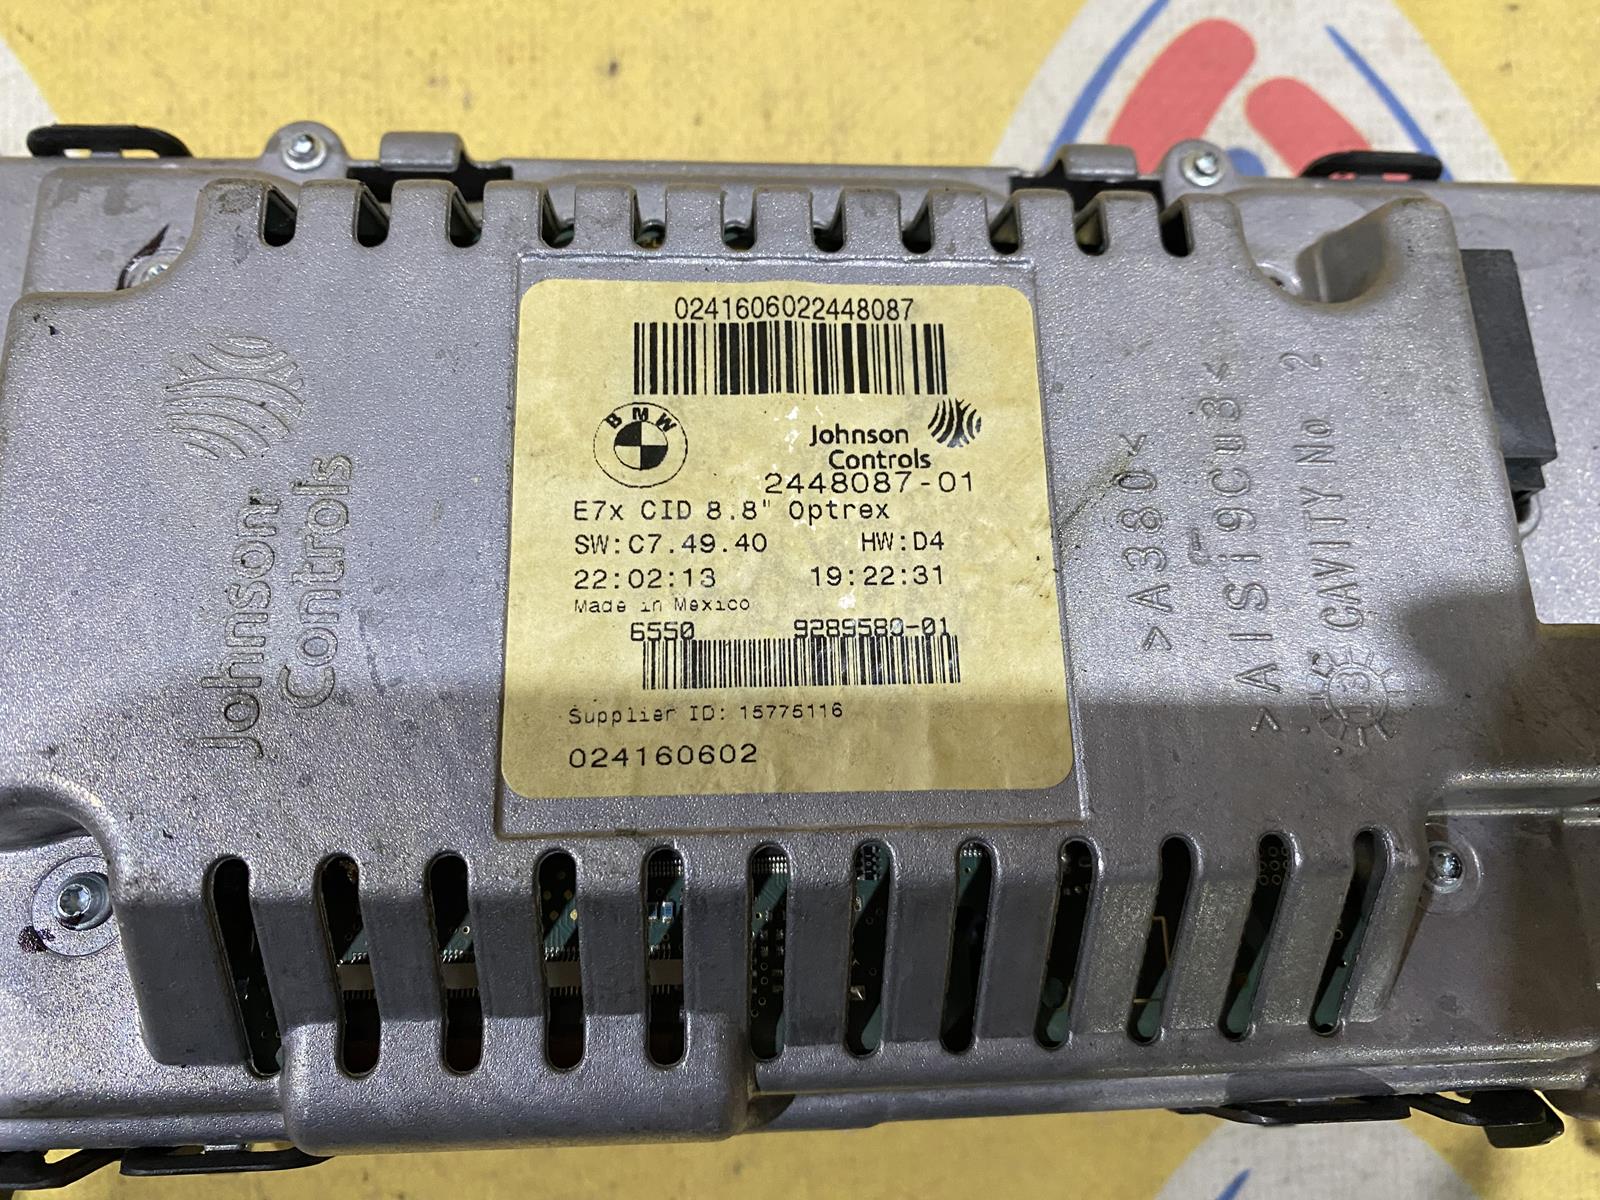 0241606022448087
BMW
Johnson
Controls
2448087-01
E7x CID 8.8" Optrex
SW:C7.49.40 HW:D4
22:02:13 19:22:31
Made in Mexico
6550 9289580-01
Supplier ID: 15775116
024160602
Johnson
Controls
>A380<
>AlSi9Cu3<
CAVITY No 2
13